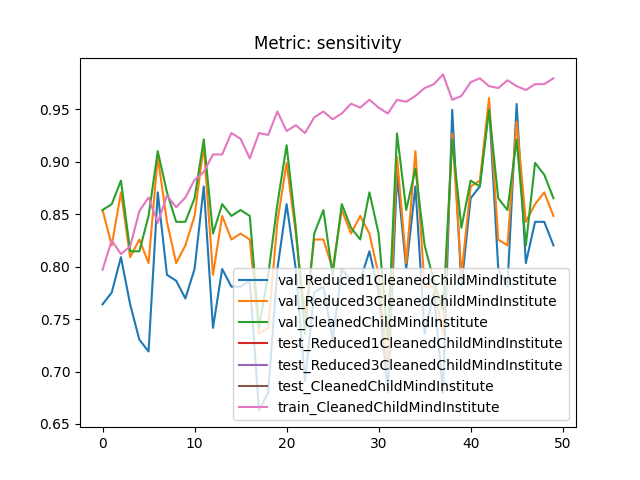 Metric: sensitivity
0.95
0.90
0.85
0.80
0.75
0.70
0.65
0
10
20
30
40
50
val_Reduced1CleanedChildMindInstitute
val_Reduced3CleanedChildMindInstitute
val_CleanedChildMindInstitute
test_Reduced1CleanedChildMindInstitute
test_Reduced3CleanedChildMindInstitute
test_CleanedChildMindInstitute
train_CleanedChildMindInstitute